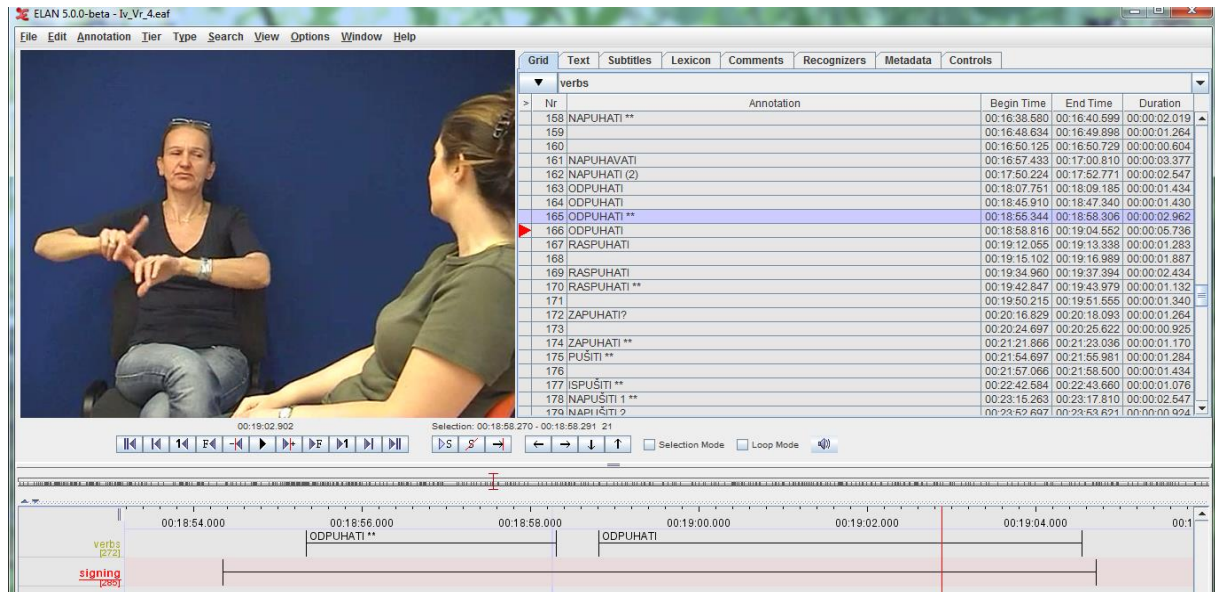 ELAN 5.0.0-beta - Iv_Vr_4.eaf
File Edit Annotation Tier Type Search View Options Window Help
Grid Text Subtitles Lexicon Comments Recognizers Metadata Controls
verbs
> Nr Annotation Begin Time End Time Duration
158 NAPUHATI ** 00:16:38.580 00:16:40.599 00:00:02.019
159 00:16:48.634 00:16:49.898 00:00:01.264
160 00:16:50.125 00:16:50.729 00:00:00.604
161 NAPUHAVATI 00:16:57.433 00:17:00.810 00:00:03.377
162 NAPUHATI (2) 00:17:50.224 00:17:52.771 00:00:02.547
163 ODPUHATI 00:18:07.751 00:18:09.185 00:00:01.434
164 ODPUHATI 00:18:45.910 00:18:47.340 00:00:01.430
165 ODPUHATI ** 00:18:55.344 00:18:58.306 00:00:02.962
166 ODPUHATI 00:18:58.816 00:19:04.552 00:00:05.736
167 RASPUHATI 00:19:12.055 00:19:13.338 00:00:01.283
168 00:19:15.102 00:19:16.989 00:00:01.887
169 RASPUHATI 00:19:34.960 00:19:37.394 00:00:02.434
170 RASPUHATI ** 00:19:42.847 00:19:43.979 00:00:01.132
171 00:19:50.215 00:19:51.555 00:00:01.340
172 ZAPUHATI? 00:20:16.829 00:20:18.093 00:00:01.264
173 00:20:24.697 00:20:25.622 00:00:00.925
174 ZAPUHATI ** 00:21:21.866 00:21:23.036 00:00:01.170
175 PUŠITI ** 00:21:54.697 00:21:55.981 00:00:01.284
176 00:21:57.066 00:21:58.500 00:00:01.434
177 ISPUŠITI ** 00:22:42.584 00:22:43.660 00:00:01.076
178 NAPUŠITI 1 ** 00:23:15.263 00:23:17.810 00:00:02.547
179 NAPUŠITI 2 00:23:52.697 00:23:53.621 00:00:00.924
00:19:02.902 Selection: 00:18:58.270 - 00:18:58.291 21
1 F F 1 S S Selection Mode Loop Mode
00:18:54.000 00:18:56.000 00:18:58.000 00:19:00.000 00:19:02.000 00:19:04.000 00:1
verbs ODPUHATI ** ODPUHATI
[272]
signing
[285]